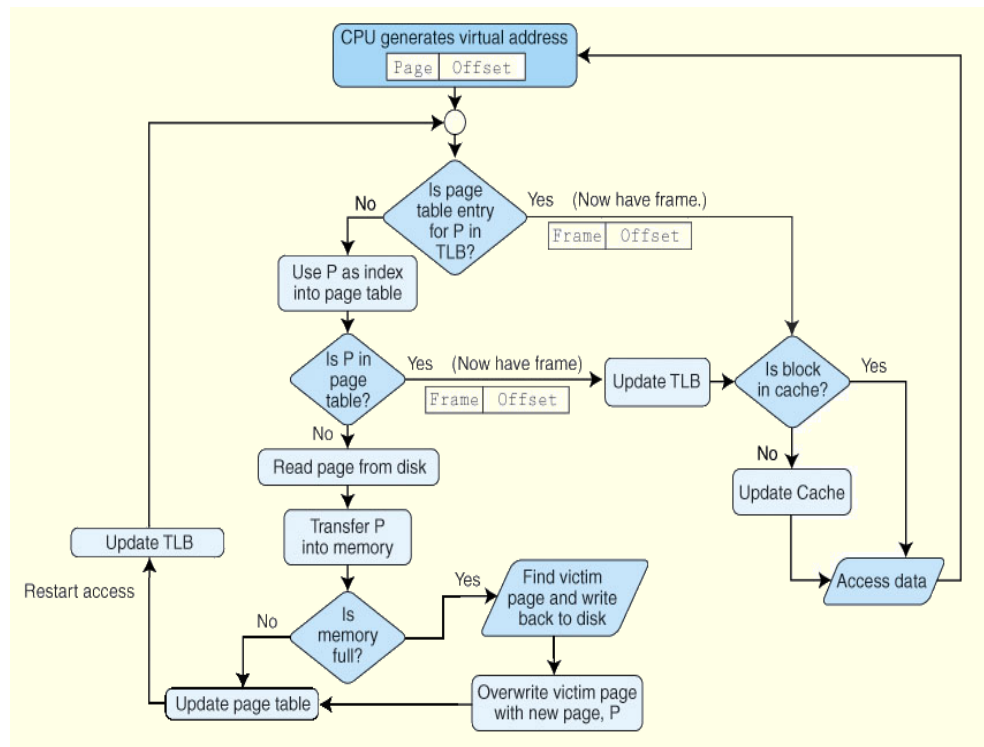 CPU generates virtual address
Page Offset
Is page
table entry
for P in
TLB?
No
Yes (Now have frame.)
Frame Offset
Use P as index
into page table
Is P in
page
table?
Yes (Now have frame)
Frame Offset
Update TLB
Is block
in cache?
Yes
No
Update Cache
Access data
No
Read page from disk
Transfer P
into memory
Is
memory
full?
Yes
Find victim
page and write
back to disk
Overwrite victim page
with new page, P
No
Update page table
Restart access
Update TLB